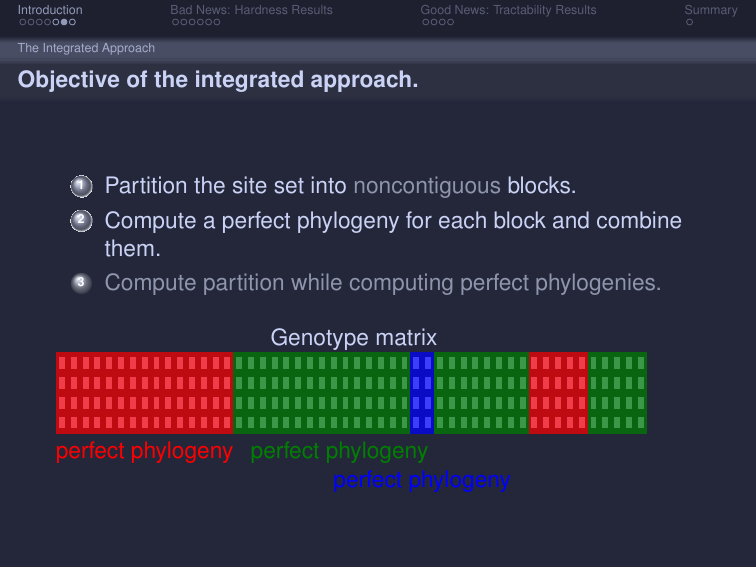 Introduction
Bad News: Hardness Results
Good News: Tractability Results
Summary
The Integrated Approach
Objective of the integrated approach.
1 Partition the site set into noncontiguous blocks.
2 Compute a perfect phylogeny for each block and combine
them.
3 Compute partition while computing perfect phylogenies.
Genotype matrix
perfect phylogeny perfect phylogeny
perfect phylogeny